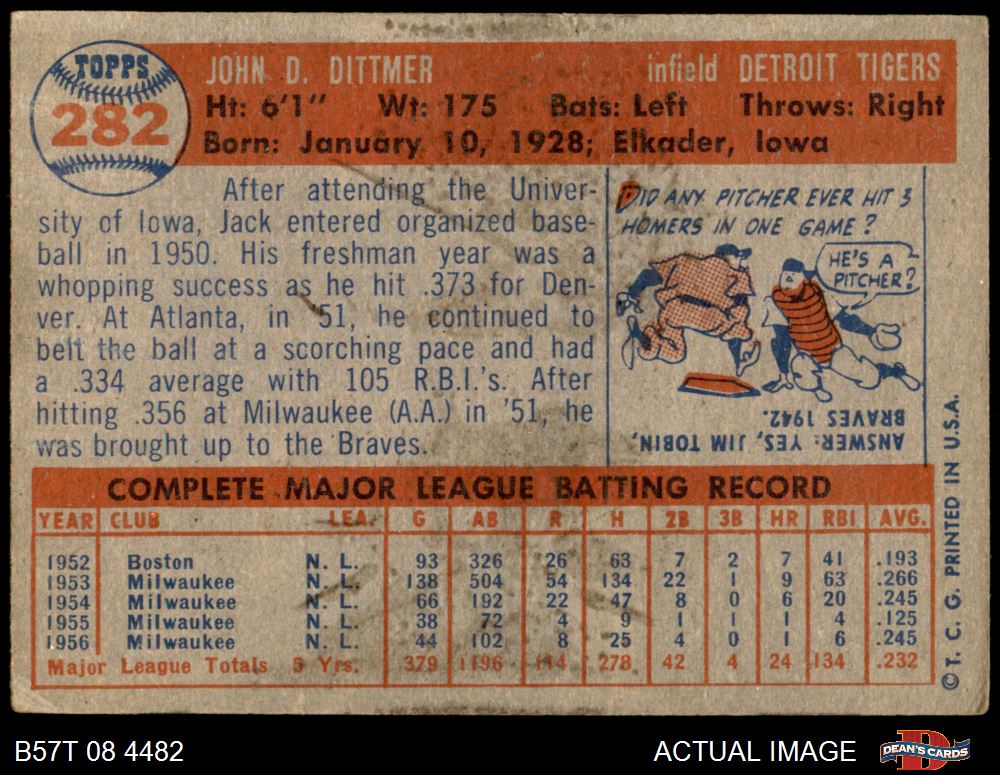 TOPPS
282
JOHN D. DITTMER infield DETROIT TIGERS
Ht: 6'1" Wt: 175 Bats: Left Throws: Right
Born: January 10, 1928; Elkader, Iowa
After attending the Univer-
sity of Iowa, Jack entered organized base-
ball in 1950. His freshman year was a
whopping success as he hit .373 for Den-
ver. At Atlanta, in '51, he continued to
belt the ball at a scorching pace and had
a .334 average with 105 R.B.I.'s. After
hitting .356 at Milwaukee (A.A.) in '51, he
was brought up to the Braves.
DID ANY PITCHER EVER HIT 3
HOMERS IN ONE GAME?
HE'S A
PITCHER?
ANSWER: YES, JIM TOBIN,
BRAVES 1942.
COMPLETE MAJOR LEAGUE BATTING RECORD
YEAR CLUB LEA. G AB R H 2B 3B HR RBI AVG.
1952 Boston N. L. 93 326 26 63 7 2 7 41 .193
1953 Milwaukee N. L. 138 504 54 134 22 1 9 63 .266
1954 Milwaukee N. L. 66 192 22 47 8 0 6 20 .245
1955 Milwaukee N. L. 38 72 4 9 1 1 1 4 .125
1956 Milwaukee N. L. 44 102 8 25 4 0 1 6 .245
Major League Totals 5 Yrs. 379 1196 114 278 42 4 24 134 .232
©T. C. G. PRINTED IN U.S.A.
B57T 08 4482 ACTUAL IMAGE DEAN'S CARDS